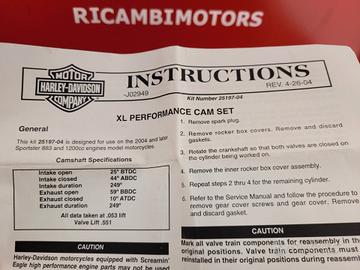 RICAMBIMOTORS
MOTOR
HARLEY-DAVIDSON
COMPANY
INSTRUCTIONS
-J02949
Kit Number 25197-04
REV. 4-26-04
XL PERFORMANCE CAM SET
General
This kit 25197-04 is designed for use on the 2004 and later
Sportster 883 and 1200cc engines model motorcycles.
Camshaft Specifications
Intake open 25° BTDC
Intake closed 44° ABDC
Intake duration 249°
Exhaust open 59° BBDC
Exhaust closed 10° ATDC
Exhaust duration 249°
All data taken at .053 lift
Valve Lift .551
CAUTION
Harley-Davidson motorcycles equipped with Screamin'
Eagle high performance engine parts may not be used
1. Remove spark plug.
2. Remove rocker box covers. Remove and discard
gaskets.
3. Rotate the crankshaft so that both valves are closed on
the cylinder being worked on.
4. Remove the inner rocker box cover assembly.
5. Repeat steps 2 thru 4 for the remaining cylinder.
6. Refer to the Service Manual and follow the procedure to
remove gear cover screws and gear cover. Remove
and discard gasket.
CAUTION
Mark all valve train components for reassembly in th
original positions. Valve train components must
reinstalled in their original positions during reassem